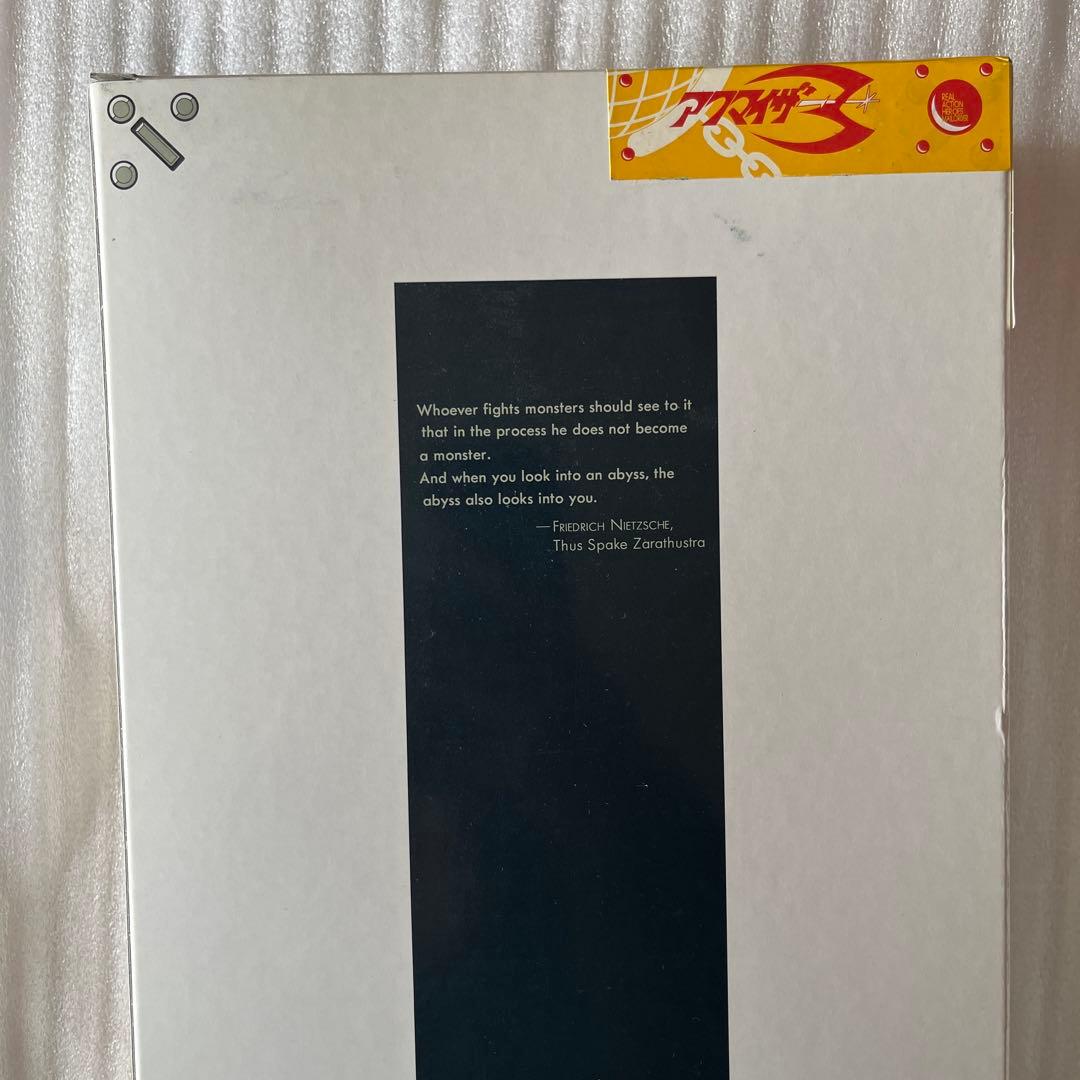 アクマイザー3
REAL
ACTION
HEROES
MAILORDER
Whoever fights monsters should see to it
that in the process he does not become
a monster.
And when you look into an abyss, the
abyss also looks into you.
—FRIEDRICH NIETZSCHE,
Thus Spake Zarathustra